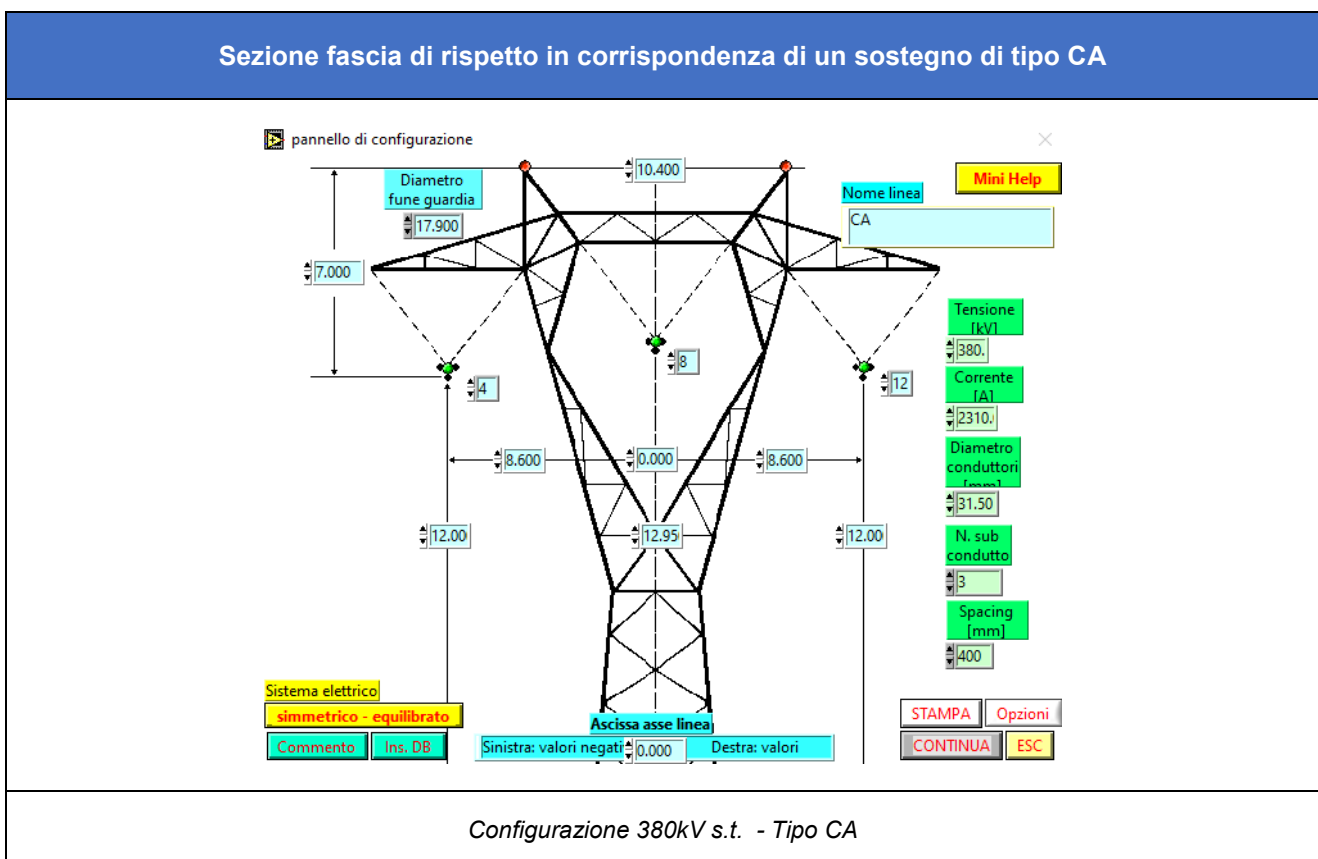 Sezione fascia di rispetto in corrispondenza di un sostegno di tipo CA
pannello di configurazione
10.400
Mini Help
Diametro
fune guardia
17.900
Nome linea
CA
7.000
Tensione
[kV]
380.
8
4
12
Corrente
[A]
2310.
Diametro
conduttori
[mm]
31.50
8.600
0.000
8.600
12.00
12.95
12.00
N. sub
condutto
3
Spacing
[mm]
400
Sistema elettrico
simmetrico - equilibrato
Commento
Ins. DB
Ascissa asse linea
Sinistra: valori negati
0.000
Destra: valori
STAMPA
Opzioni
CONTINUA
ESC
Configurazione 380kV s.t. - Tipo CA